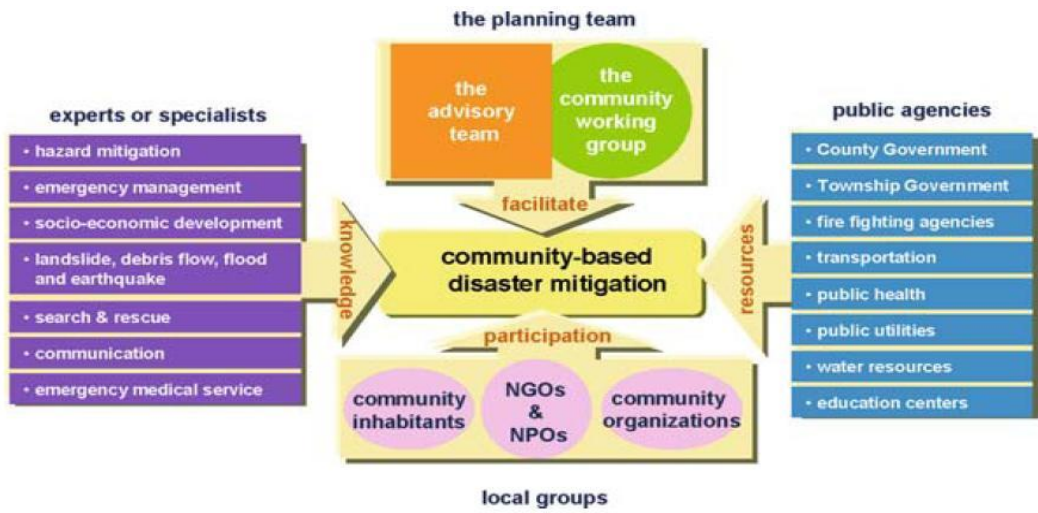 the planning team
the
advisory
team
the
community
working
group
facilitate
experts or specialists
• hazard mitigation
• emergency management
• socio-economic development
• landslide, debris flow, flood
and earthquake
• search & rescue
• communication
• emergency medical service
knowledge
community-based
disaster mitigation
resources
public agencies
• County Government
• Township Government
• fire fighting agencies
• transportation
• public health
• public utilities
• water resources
• education centers
participation
community
inhabitants
NGOs
&
NPOs
community
organizations
local groups